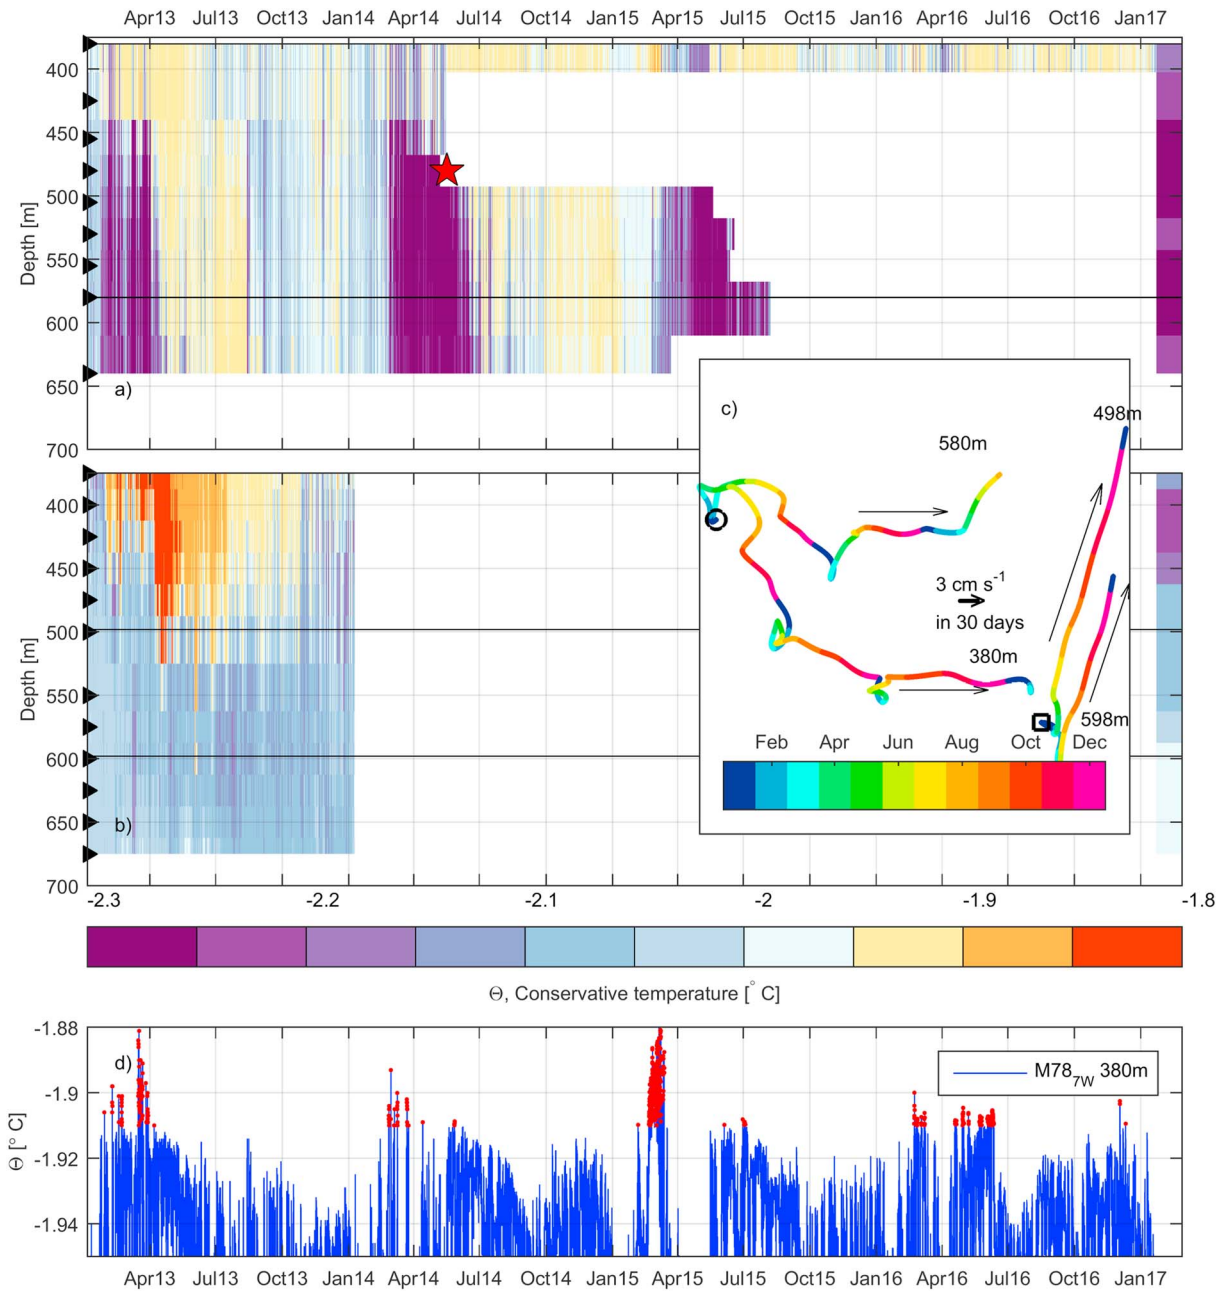 Apr13 Jul13 Oct13 Jan14 Apr14 Jul14 Oct14 Jan15 Apr15 Jul15 Oct15 Jan16 Apr16 Jul16 Oct16 Jan17
400
450
500
550
600
650
700
Depth [m]
a)
c)
498m
580m
3 cm s-1
in 30 days
380m
598m
Feb Apr Jun Aug Oct Dec
400
450
500
550
600
650
700
Depth [m]
b)
-2.3 -2.2 -2.1 -2 -1.9 -1.8
Θ, Conservative temperature [° C]
-1.88
-1.9
-1.92
-1.94
Θ [° C]
d)
M78 7W 380m
Apr13 Jul13 Oct13 Jan14 Apr14 Jul14 Oct14 Jan15 Apr15 Jul15 Oct15 Jan16 Apr16 Jul16 Oct16 Jan17